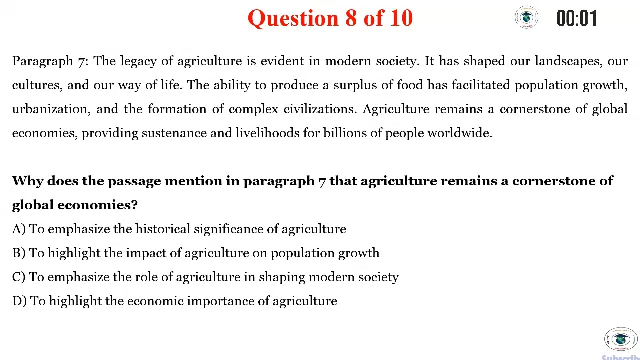 Question 8 of 10
00:01
Paragraph 7: The legacy of agriculture is evident in modern society. It has shaped our landscapes, our
cultures, and our way of life. The ability to produce a surplus of food has facilitated population growth,
urbanization, and the formation of complex civilizations. Agriculture remains a cornerstone of global
economies, providing sustenance and livelihoods for billions of people worldwide.
Why does the passage mention in paragraph 7 that agriculture remains a cornerstone of
global economies?
A) To emphasize the historical significance of agriculture
B) To highlight the impact of agriculture on population growth
C) To emphasize the role of agriculture in shaping modern society
D) To highlight the economic importance of agriculture